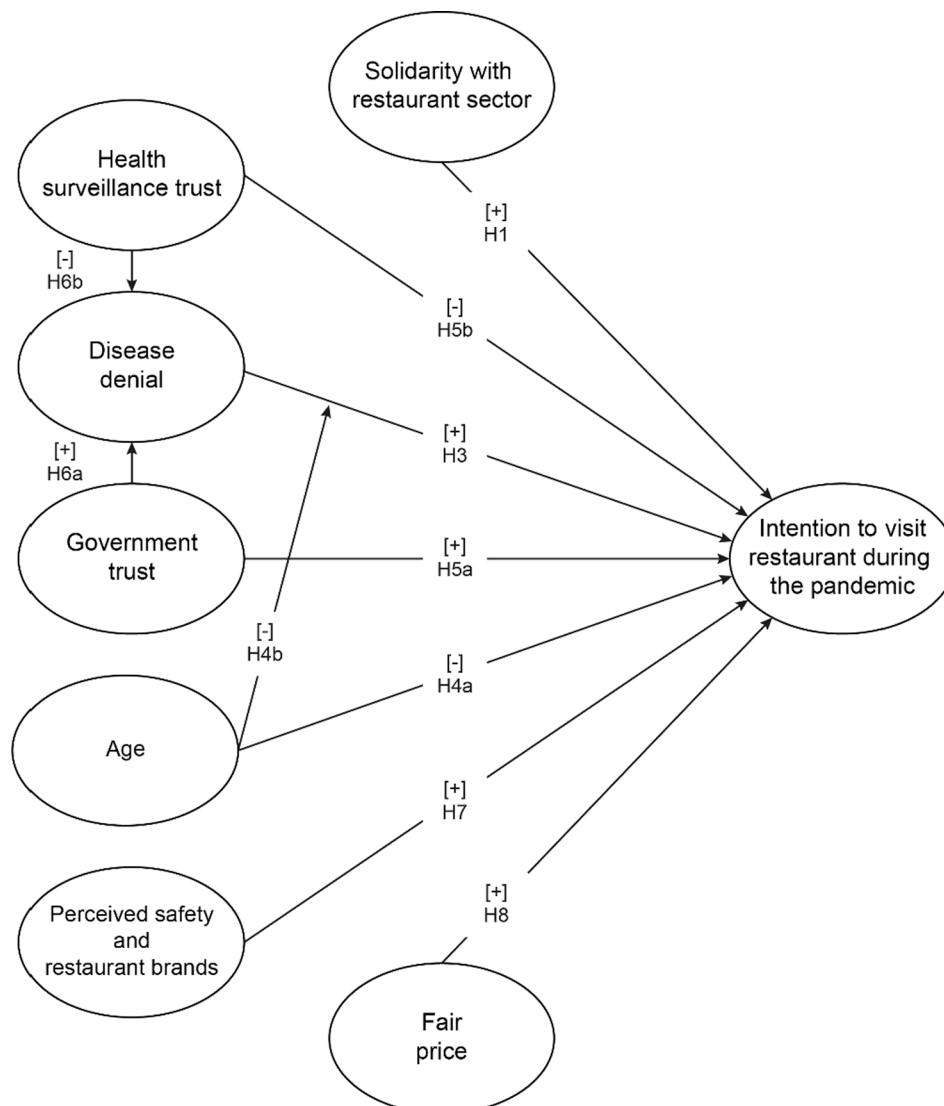 Solidarity with
restaurant sector
Health
surveillance trust
[+]
H1
[-]
H6b
[-]
H5b
Disease
denial
[+]
H3
[+]
H6a
Government
trust
[+]
H5a
Intention to visit
restaurant during
the pandemic
[-]
H4b
[-]
H4a
Age
[+]
H7
Perceived safety
and
restaurant brands
[+]
H8
Fair
price